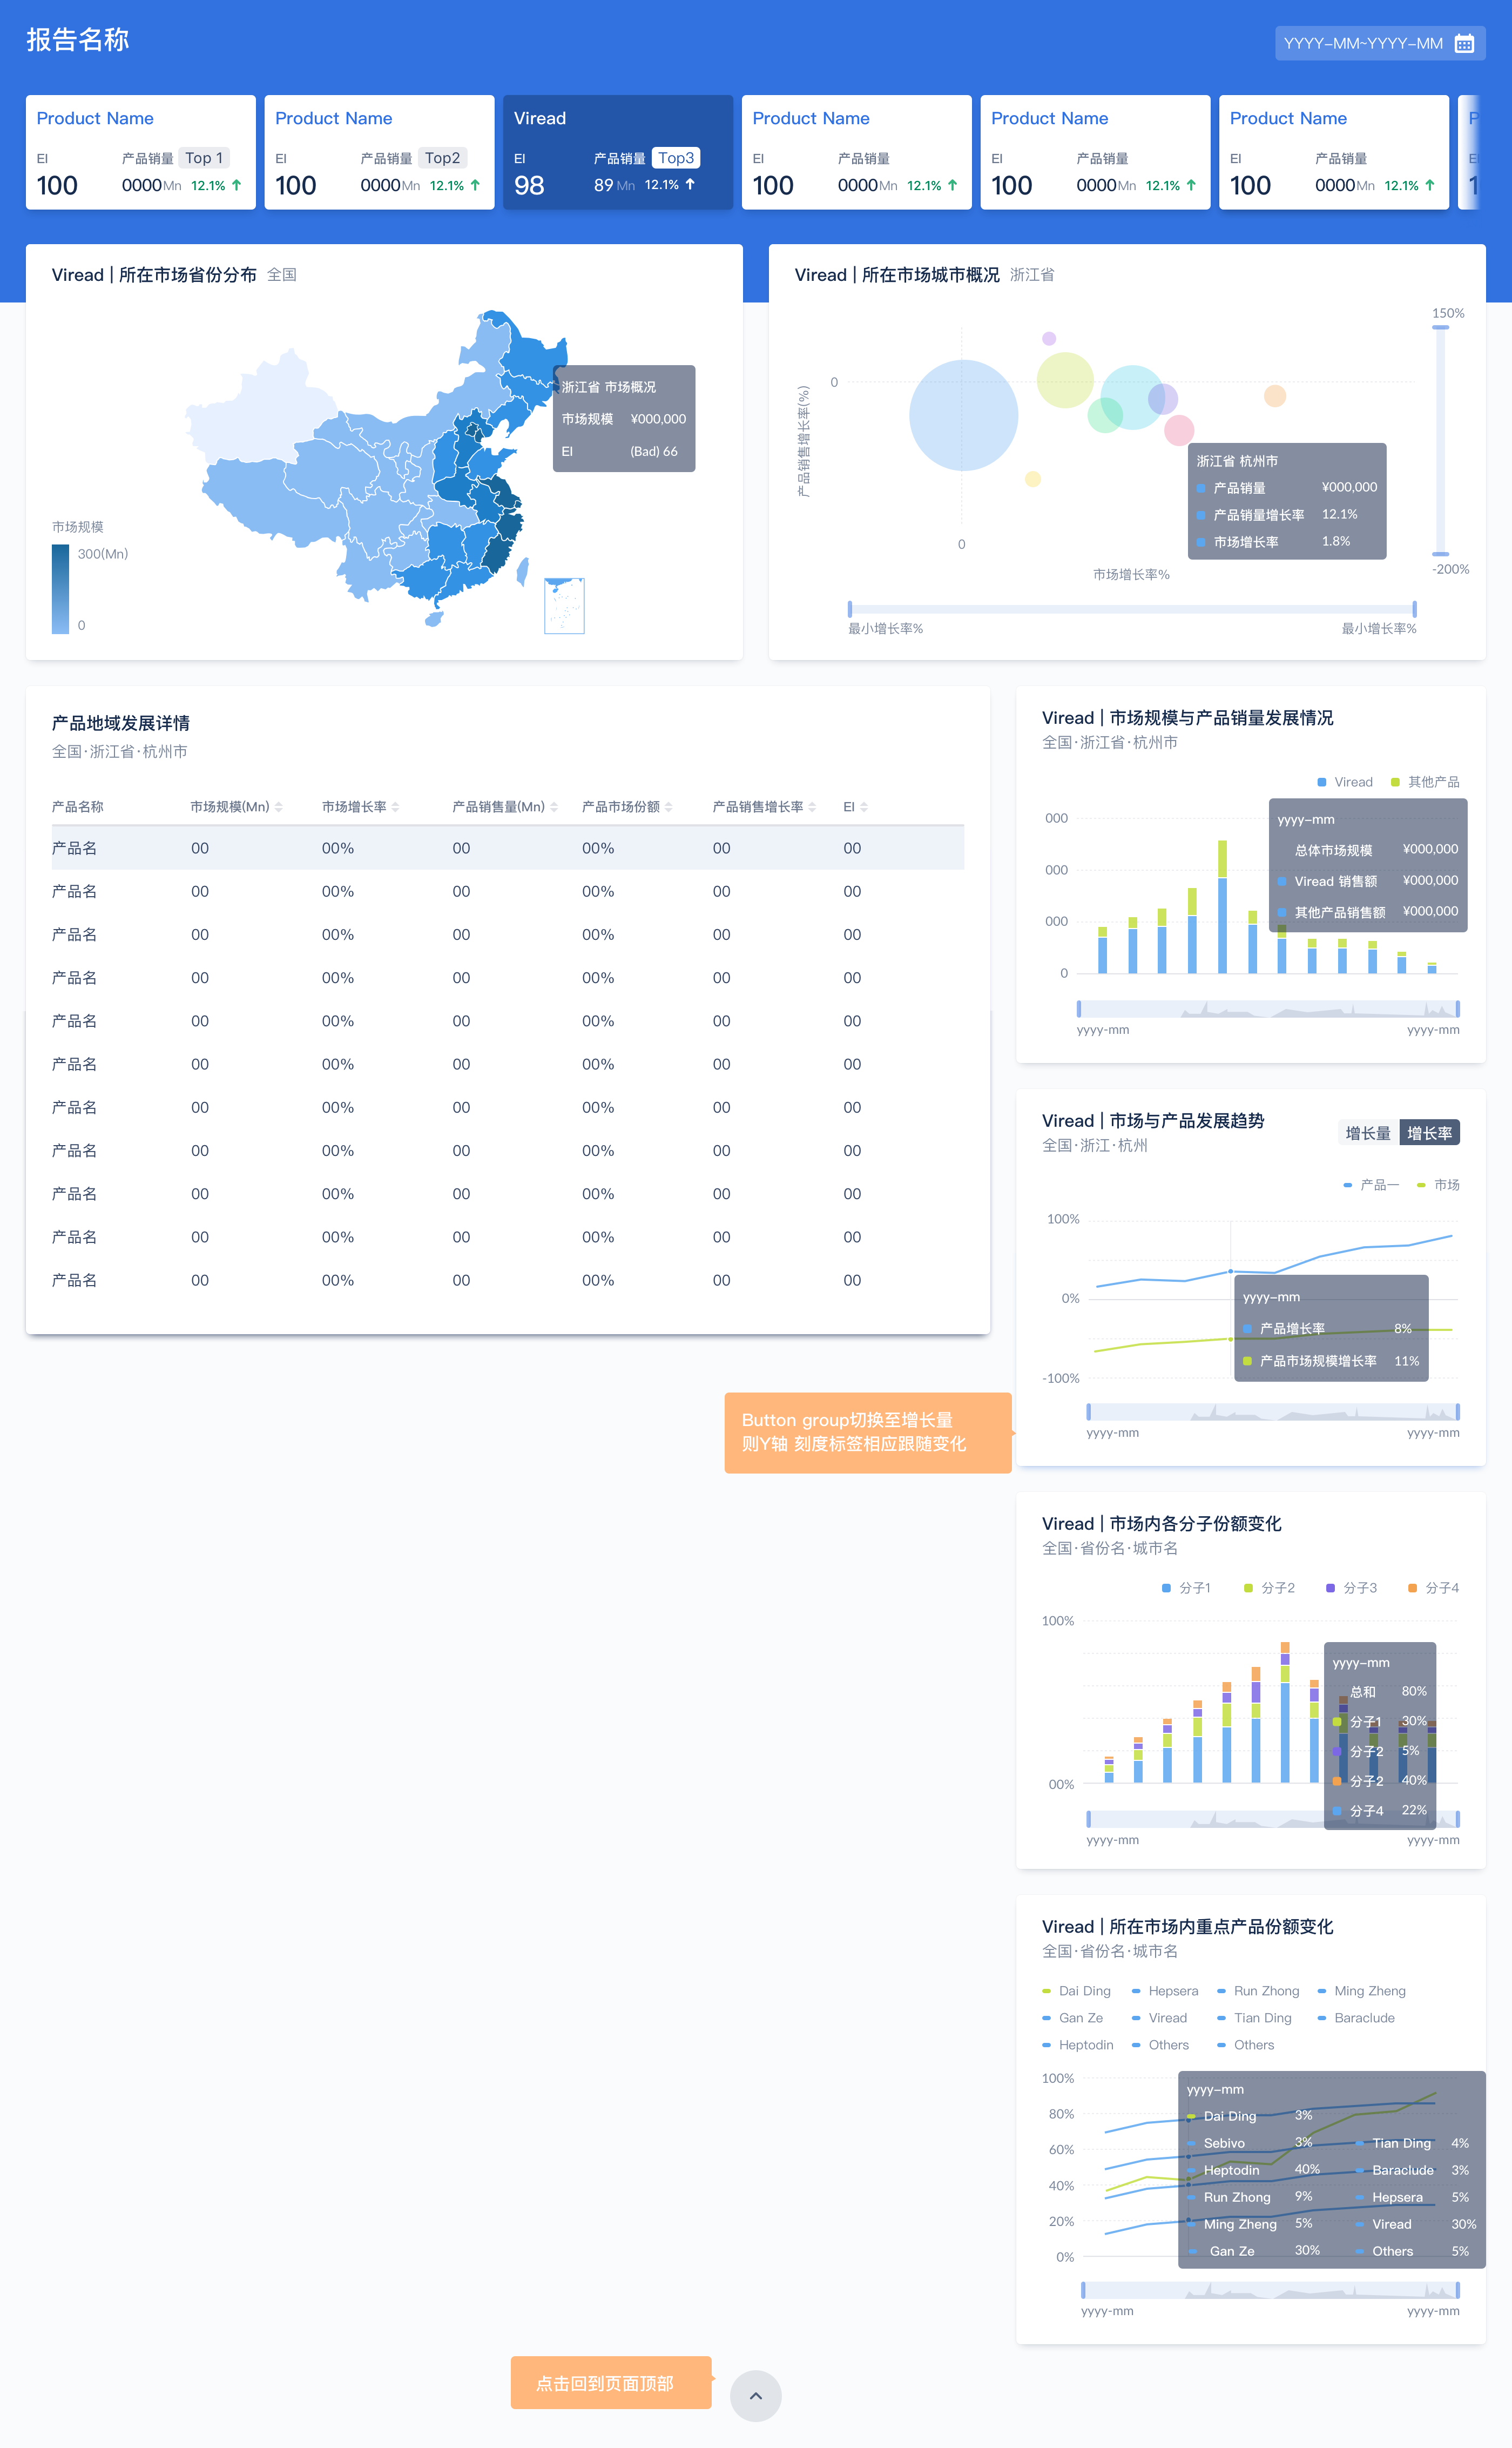 报告名称
YYYY-MM~YYYY-MM
Product Name
EI
产品销量 Top 1
100
0000 Mn 12.1%
Product Name
EI
产品销量 Top2
100
0000 Mn 12.1%
Viread
EI
产品销量 Top3
98
89 Mn 12.1%
Product Name
EI
产品销量
100
0000 Mn 12.1%
Product Name
EI
产品销量
100
0000 Mn 12.1%
Product Name
EI
产品销量
100
0000 Mn 12.1%
P
E
1
Viread | 所在市场省份分布 全国
浙江省 市场概况
市场规模 ¥000,000
EI (Bad) 66
市场规模
300(Mn)
0
Viread | 所在市场城市概况 浙江省
150%
-200%
产品销售增长率(%)
0
0
浙江省 杭州市
产品销量 ¥000,000
产品销量增长率 12.1%
市场增长率 1.8%
市场增长率%
最小增长率%
最小增长率%
产品地域发展详情
全国·浙江省·杭州市
产品名称 市场规模(Mn) 市场增长率 产品销售量(Mn) 产品市场份额 产品销售增长率 EI
产品名 00 00% 00 00% 00 00
产品名 00 00% 00 00% 00 00
产品名 00 00% 00 00% 00 00
产品名 00 00% 00 00% 00 00
产品名 00 00% 00 00% 00 00
产品名 00 00% 00 00% 00 00
产品名 00 00% 00 00% 00 00
产品名 00 00% 00 00% 00 00
产品名 00 00% 00 00% 00 00
产品名 00 00% 00 00% 00 00
产品名 00 00% 00 00% 00 00
Viread | 市场规模与产品销量发展情况
全国·浙江省·杭州市
Viread 其他产品
000
000
000
0
yyyy-mm
总体市场规模 ¥000,000
Viread 销售额 ¥000,000
其他产品销售额 ¥000,000
yyyy-mm
yyyy-mm
Viread | 市场与产品发展趋势
全国·浙江·杭州
增长量 增长率
产品一 市场
100%
0%
-100%
yyyy-mm
产品增长率 8%
产品市场规模增长率 11%
yyyy-mm
yyyy-mm
Button group切换至增长量
则Y轴 刻度标签相应跟随变化
Viread | 市场内各分子份额变化
全国·省份名·城市名
分子1 分子2 分子3 分子4
100%
00%
yyyy-mm
总和 80%
分子1 30%
分子2 5%
分子2 40%
分子4 22%
yyyy-mm
yyyy-mm
Viread | 所在市场内重点产品份额变化
全国·省份名·城市名
Dai Ding Hepsera Run Zhong Ming Zheng
Gan Ze Viread Tian Ding Baraclude
Heptodin Others Others
100%
80%
60%
40%
20%
0%
yyyy-mm
Dai Ding 3%
Sebivo 3% Tian Ding 4%
Heptodin 40% Baraclude 3%
Run Zhong 9% Hepsera 5%
Ming Zheng 5% Viread 30%
Gan Ze 30% Others 5%
yyyy-mm
yyyy-mm
点击回到页面顶部